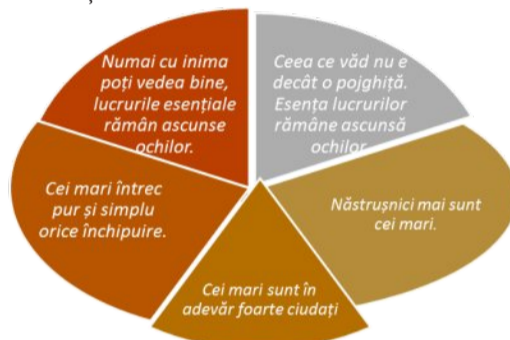 Numai cu inima
poți vedea bine,
lucrurile esențiale
rămân ascunse
ochilor.
Ceea ce văd nu e
decât o pojghiță.
Esența lucrurilor
rămâne ascunsă
ochilor
Cei mari întrec
pur și simplu
orice închipuire.
Năstrușnici mai sunt
cei mari.
Cei mari sunt în
adevăr foarte ciudați